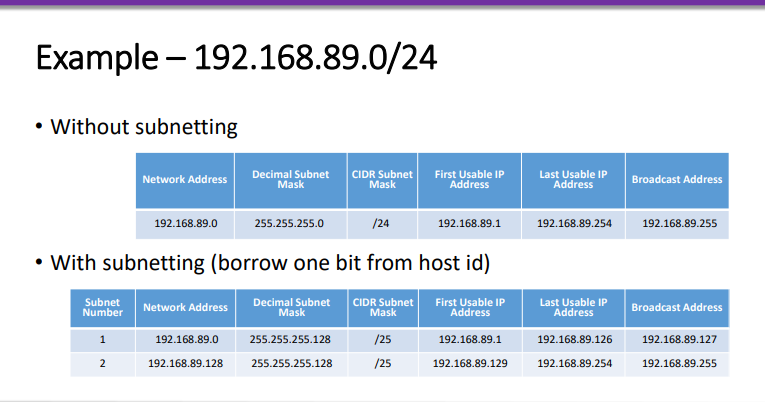 Example – 192.168.89.0/24
• Without subnetting
Network Address Decimal Subnet Mask CIDR Subnet Mask First Usable IP Address Last Usable IP Address Broadcast Address
192.168.89.0 255.255.255.0 /24 192.168.89.1 192.168.89.254 192.168.89.255
• With subnetting (borrow one bit from host id)
Subnet Number Network Address Decimal Subnet Mask CIDR Subnet Mask First Usable IP Address Last Usable IP Address Broadcast Address
1 192.168.89.0 255.255.255.128 /25 192.168.89.1 192.168.89.126 192.168.89.127
2 192.168.89.128 255.255.255.128 /25 192.168.89.129 192.168.89.254 192.168.89.255